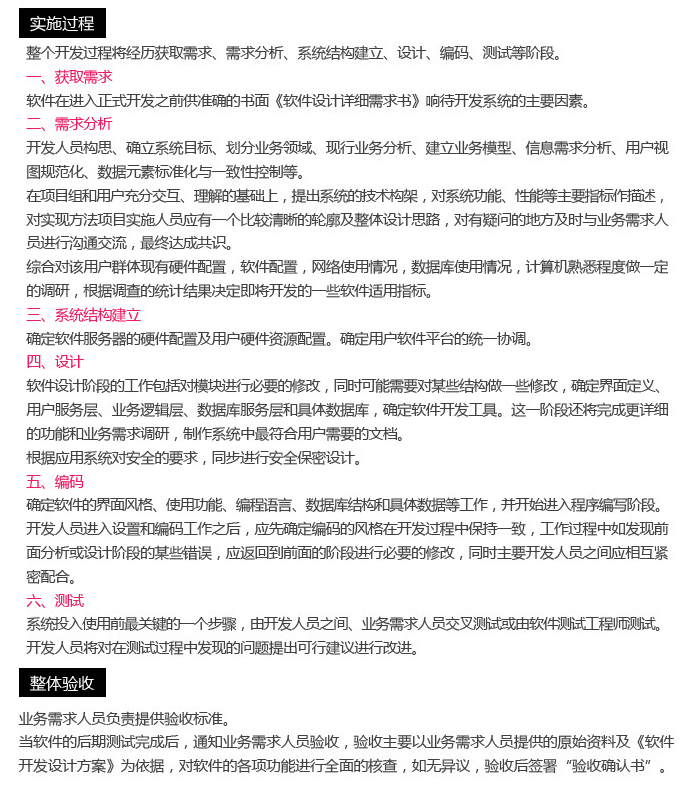 实施过程
整个开发过程将经历获取需求、需求分析、系统结构建立、设计、编码、测试等阶段。
一、获取需求
软件在进入正式开发之前供准确的书面《软件设计详细需求书》响待开发系统的主要因素。
二、需求分析
开发人员构思、确立系统目标、划分业务领域、现行业务分析、建立业务模型、信息需求分析、用户视
图规范化、数据元素标准化与一致性控制等。
在项目组和用户充分交互、理解的基础上，提出系统的技术构架，对系统功能、性能等主要指标作描述，
对实现方法项目实施人员应有一个比较清晰的轮廓及整体设计思路，对有疑问的地方及时与业务需求人
员进行沟通交流，最终达成共识。
综合对该用户群体现有硬件配置，软件配置，网络使用情况，数据库使用情况，计算机熟悉程度做一定
的调研，根据调查的统计结果决定即将开发的一些软件适用指标。
三、系统结构建立
确定软件服务器的硬件配置及用户硬件资源配置。确定用户软件平台的统一协调。
四、设计
软件设计阶段的工作包括对模块进行必要的修改，同时可能需要对某些结构做一些修改，确定界面定义、
用户服务层、业务逻辑层、数据库服务层和具体数据库，确定软件开发工具。这一阶段还将完成更详细
的功能和业务需求调研，制作系统中最符合用户需要的文档。
根据应用系统对安全的要求，同步进行安全保密设计。
五、编码
确定软件的界面风格、使用功能、编程语言、数据库结构和具体数据等工作，并开始进入程序编写阶段。
开发人员进入设置和编码工作之后，应先确定编码的风格在开发过程中保持一致，工作过程中如发现前
面分析或设计阶段的某些错误，应返回到前面的阶段进行必要的修改，同时主要开发人员之间应相互紧
密配合。
六、测试
系统投入使用前最关键的一个步骤，由开发人员之间、业务需求人员交叉测试或由软件测试工程师测试。
开发人员将对在测试过程中发现的问题提出可行建议进行改进。
整体验收
业务需求人员负责提供验收标准。
当软件的后期测试完成后，通知业务需求人员验收，验收主要以业务需求人员提供的原始资料及《软件
开发设计方案》为依据，对软件的各项功能进行全面的核查，如无异议，验收后签署“验收确认书”。